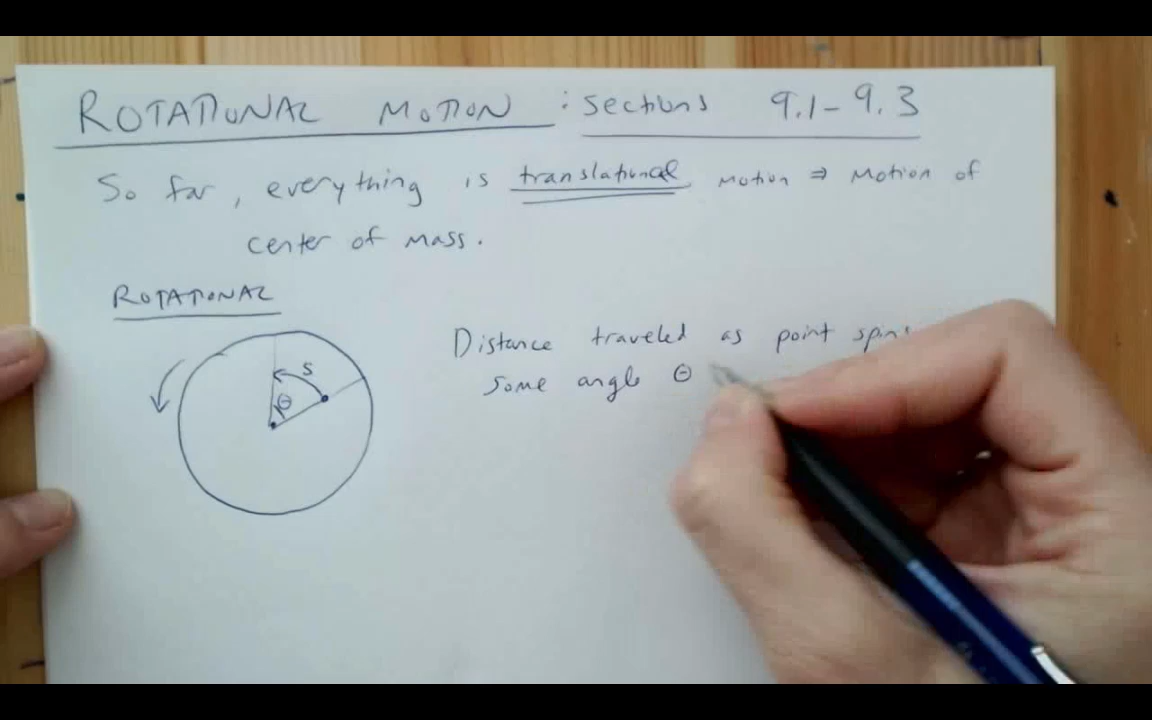 ROTATIONAL MOTION : Sections 9.1 - 9.3
So far, everything is translational motion ⇒ motion of
center of mass.
ROTATIONAL
Distance traveled as point
some angle θ
s
θ